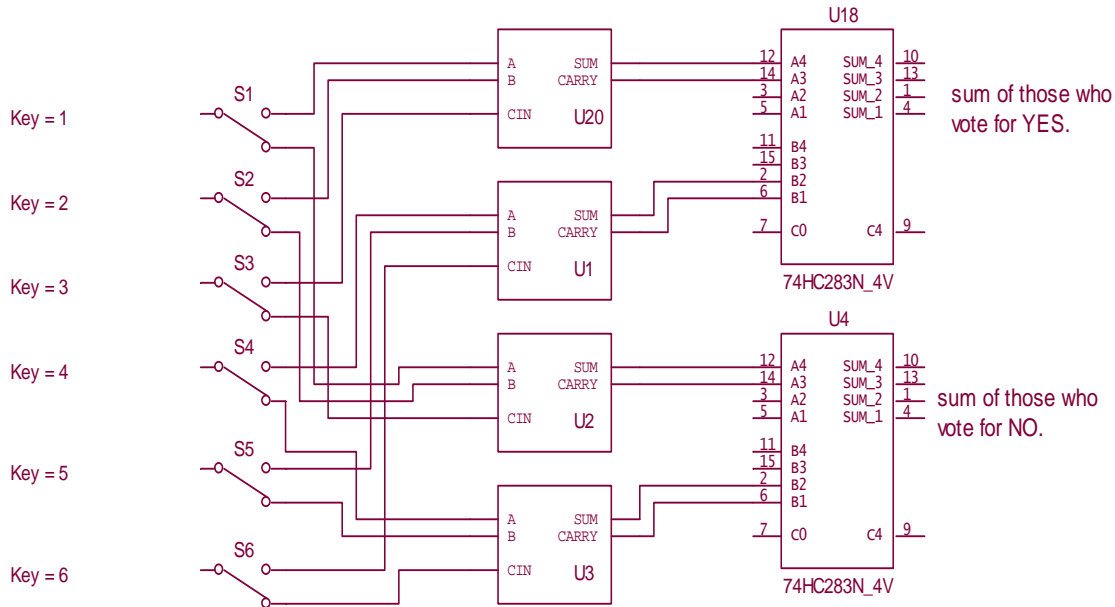 U18
A SUM
B CARRY
CIN
U20
12 A4 SUM_4 10
14 A3 SUM_3 13
3 A2 SUM_2 1
5 A1 SUM_1 4
11 B4
15 B3
2 B2
6 B1
7 C0 C4 9
74HC283N_4V
sum of those who
vote for YES.
Key = 1
S1
Key = 2
S2
Key = 3
S3
Key = 4
S4
Key = 5
S5
Key = 6
S6
A SUM
B CARRY
CIN
U1
A SUM
B CARRY
CIN
U2
A SUM
B CARRY
CIN
U3
U4
12 A4 SUM_4 10
14 A3 SUM_3 13
3 A2 SUM_2 1
5 A1 SUM_1 4
11 B4
15 B3
2 B2
6 B1
7 C0 C4 9
74HC283N_4V
sum of those who
vote for NO.